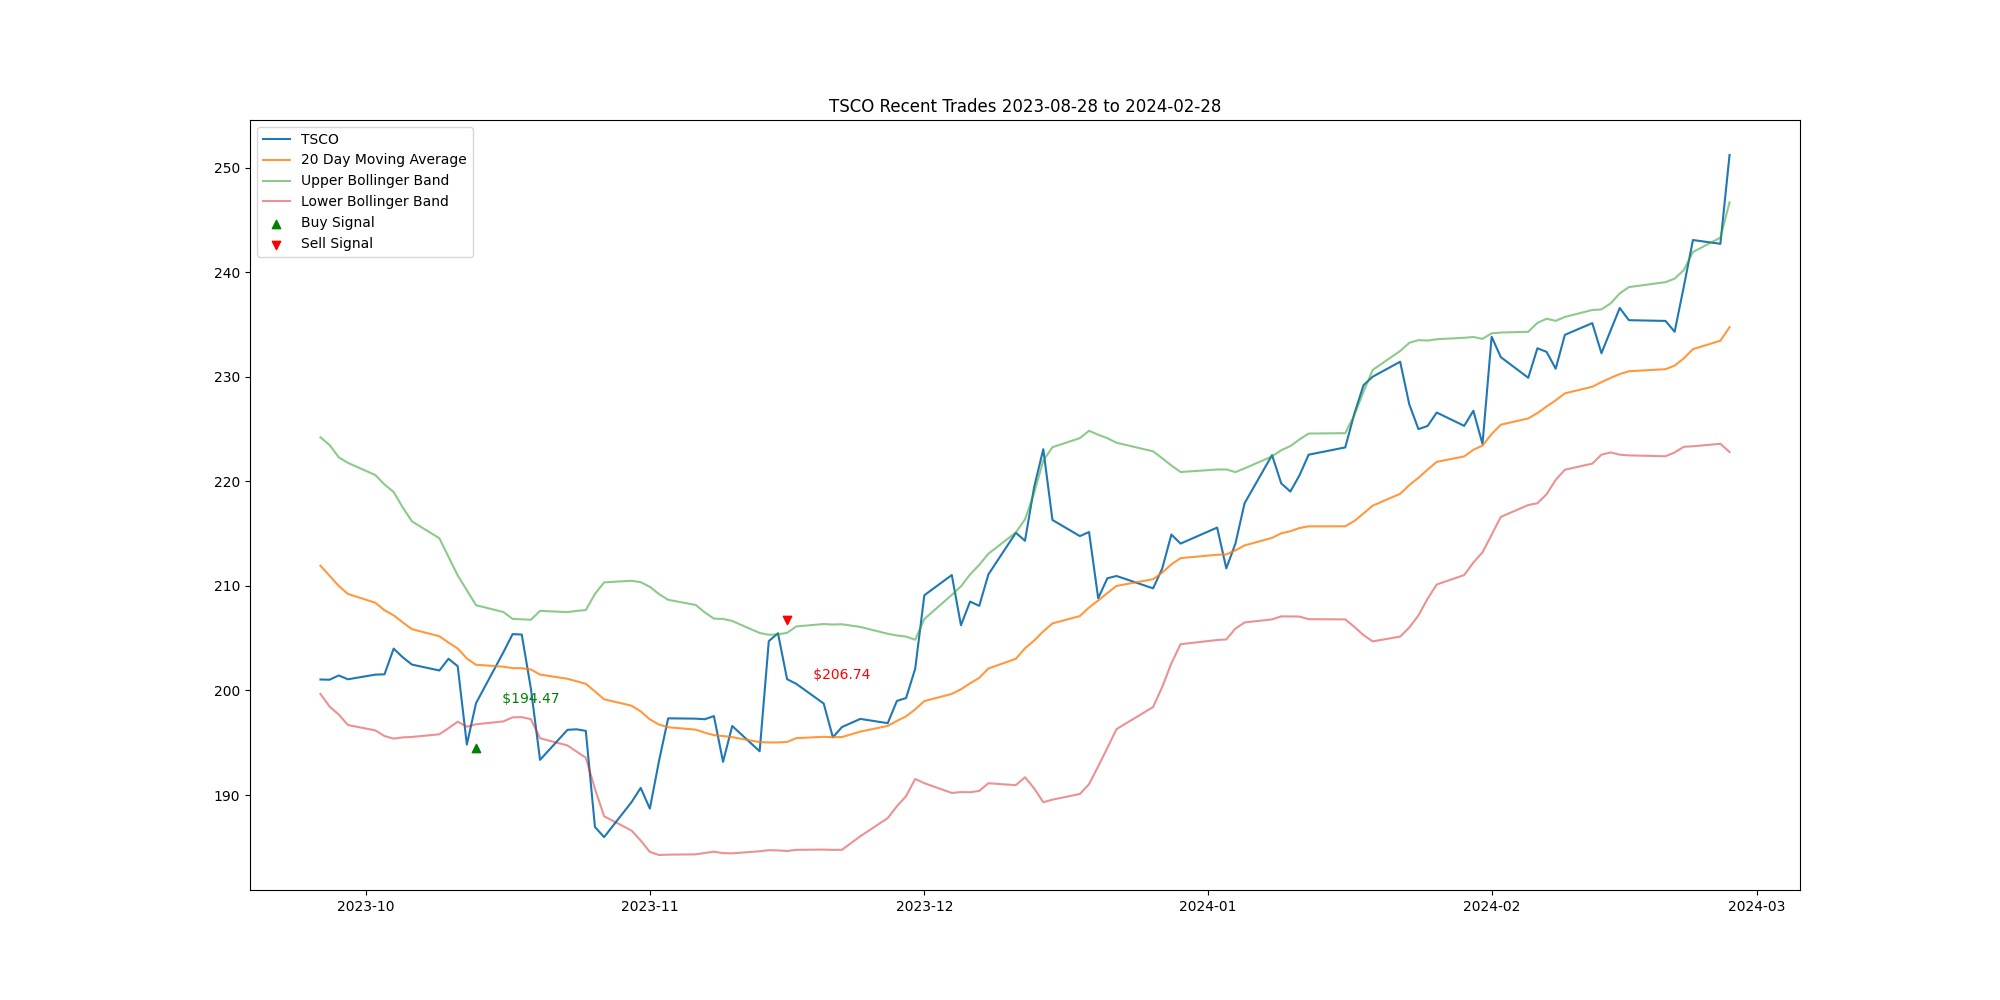 TSCO Recent Trades 2023-08-28 to 2024-02-28
TSCO
20 Day Moving Average
Upper Bollinger Band
Lower Bollinger Band
Buy Signal
Sell Signal
250
240
230
220
210
200
190
$206.74
$194.47
2023-10
2023-11
2023-12
2024-01
2024-02
2024-03